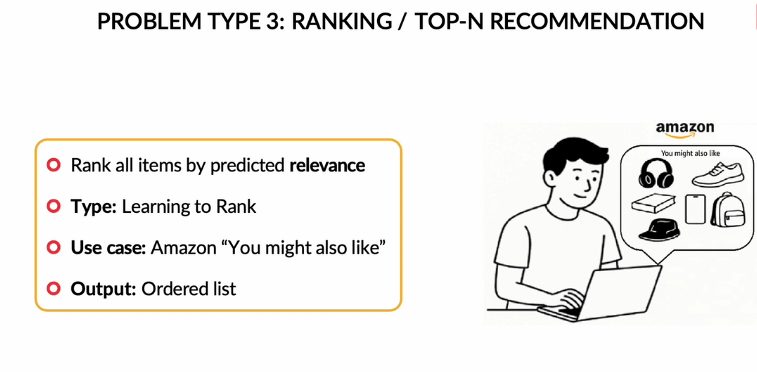 PROBLEM TYPE 3: RANKING / TOP-N RECOMMENDATION
amazon
You might also like
Rank all items by predicted relevance
Type: Learning to Rank
Use case: Amazon “You might also like”
Output: Ordered list